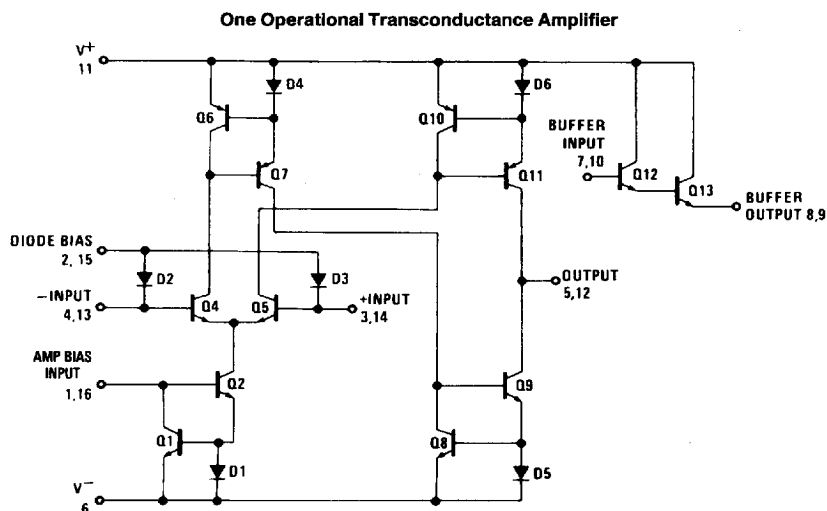 One Operational Transconductance Amplifier
V+
11
D4
D6
Q6
Q10
BUFFER
INPUT
7,10
Q7
Q11
Q12
Q13
BUFFER
OUTPUT 8,9
DIODE BIAS
2, 15
D2
D3
OUTPUT
5,12
–INPUT
4,13
Q4
Q5
+INPUT
3,14
AMP BIAS
INPUT
1,16
Q2
Q9
Q1
Q8
D1
D5
V–
6